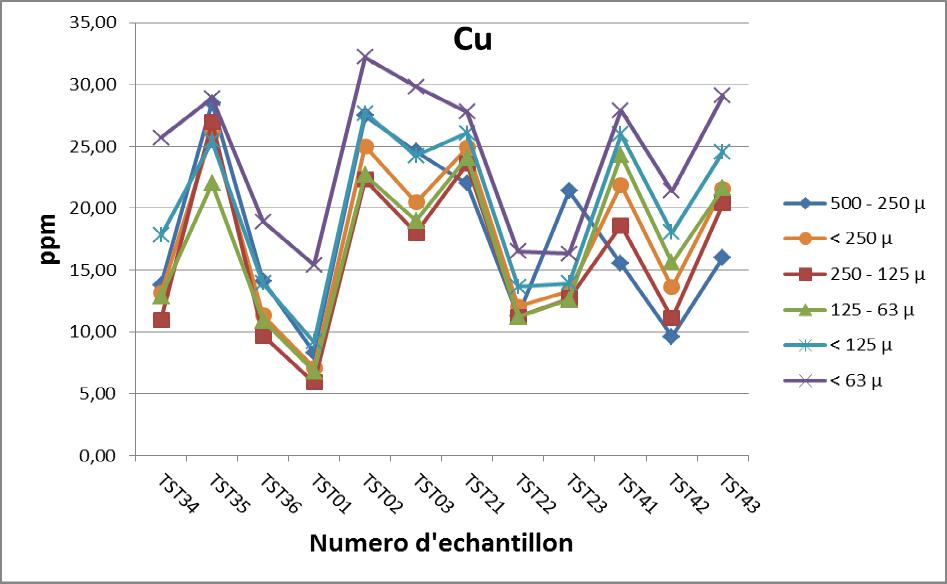 Cu
35,00
30,00
25,00
20,00
15,00
10,00
5,00
0,00
ppm
TST34
TST35
TST36
TST01
TST02
TST03
TST21
TST22
TST23
TST41
TST42
TST43
Numero d'echantillon
500 - 250 µ
< 250 µ
250 - 125 µ
125 - 63 µ
< 125 µ
< 63 µ